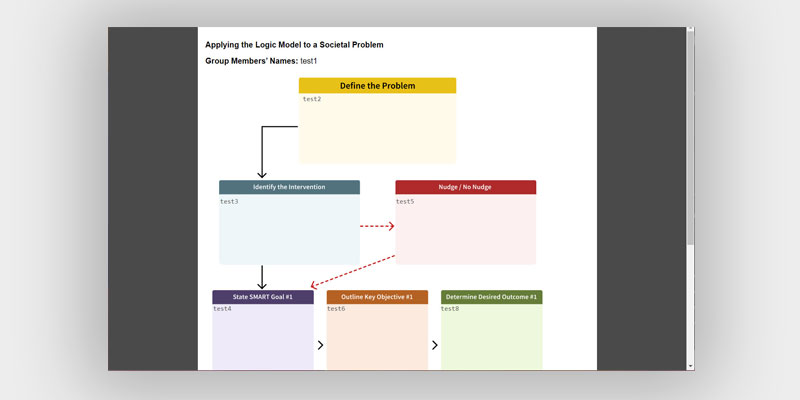 Applying the Logic Model to a Societal Problem
Group Members' Names: test1
Define the Problem
test2
Identify the Intervention
test3
Nudge / No Nudge
test5
State SMART Goal #1
test4
Outline Key Objective #1
test6
Determine Desired Outcome #1
test8